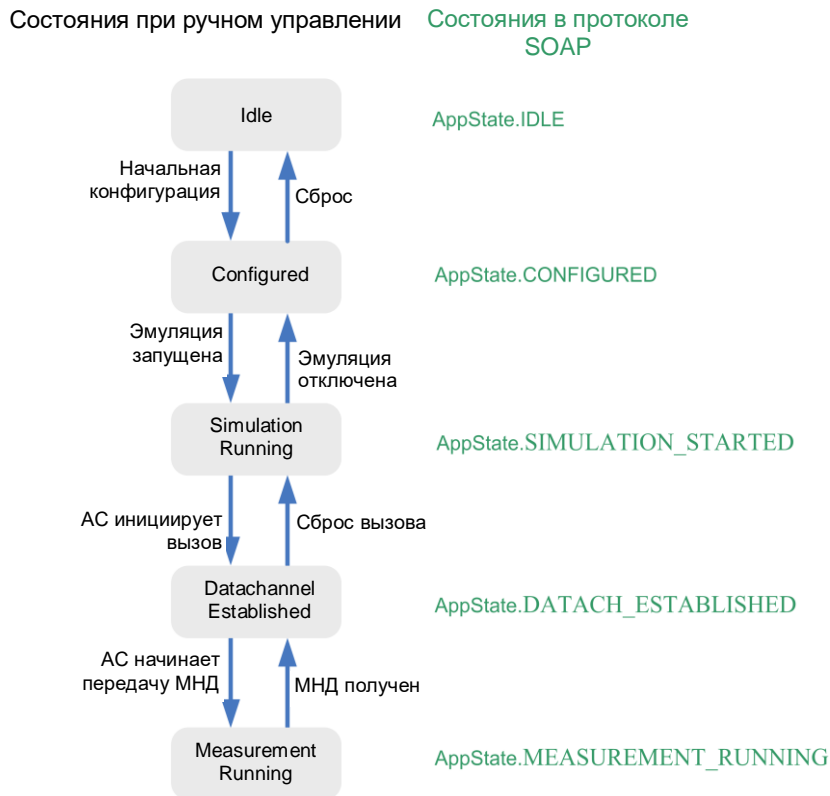 Состояния при ручном управлении
Состояния в протоколе
SOAP
Idle
AppState.IDLE
Начальная
конфигурация
Сброс
Configured
AppState.CONFIGURED
Эмуляция
запущена
Эмуляция
отключена
Simulation
Running
AppState.SIMULATION_STARTED
АС инициирует
вызов
Сброс вызова
Datachannel
Established
AppState.DATACH_ESTABLISHED
АС начинает
передачу МНД
МНД получен
Measurement
Running
AppState.MEASUREMENT_RUNNING